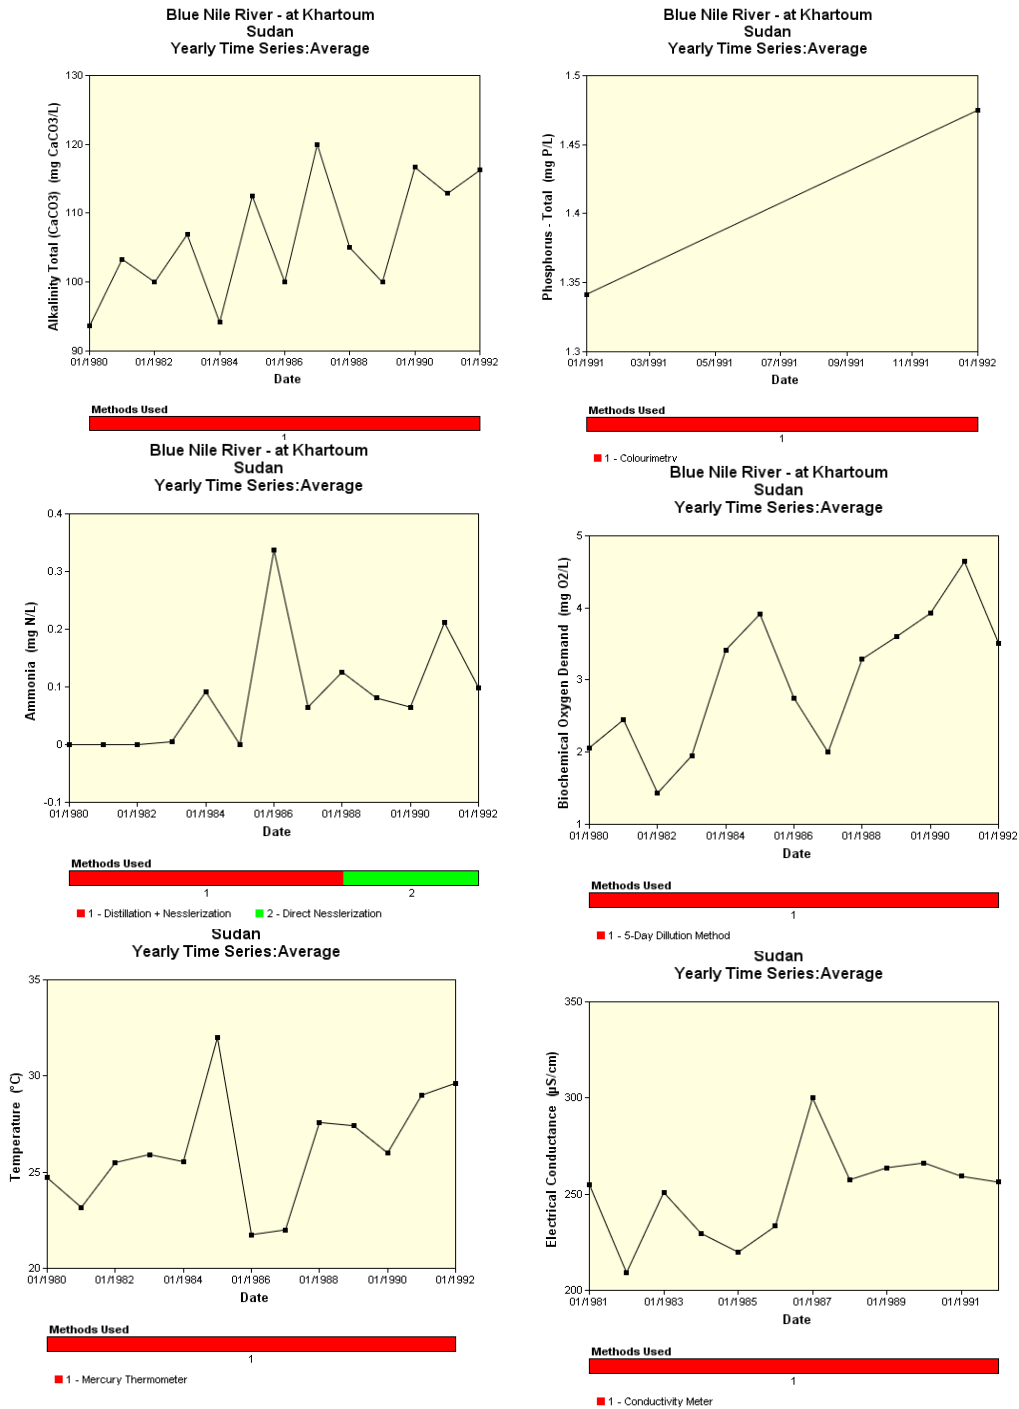 Blue Nile River - at Khartoum
Sudan
Yearly Time Series:Average
130
120
110
100
90
Alkalinity Total (CaCO3) (mg CaCO3/L)
01/1980 01/1982 01/1984 01/1986 01/1988 01/1990 01/1992
Date
Methods Used
1
Blue Nile River - at Khartoum
Sudan
Yearly Time Series:Average
1.5
1.45
1.4
1.35
1.3
Phosphorus - Total (mg P/L)
01/1991 03/1991 05/1991 07/1991 09/1991 11/1991 01/1992
Date
Methods Used
1
1 - Colourimetry
Blue Nile River - at Khartoum
Sudan
Yearly Time Series:Average
0.4
0.3
0.2
0.1
0
-0.1
Ammonia (mg N/L)
01/1980 01/1982 01/1984 01/1986 01/1988 01/1990 01/1992
Date
Methods Used
1 2
1 - Distillation + Nesslerization 2 - Direct Nesslerization
Blue Nile River - at Khartoum
Sudan
Yearly Time Series:Average
5
4
3
2
1
Biochemical Oxygen Demand (mg O2/L)
01/1980 01/1982 01/1984 01/1986 01/1988 01/1990 01/1992
Date
Methods Used
1
1 - 5-Day Dillution Method
Sudan
Yearly Time Series:Average
35
30
25
20
Temperature (°C)
01/1980 01/1982 01/1984 01/1986 01/1988 01/1990 01/1992
Date
Methods Used
1
1 - Mercury Thermometer
Sudan
Yearly Time Series:Average
350
300
250
200
Electrical Conductance (µS/cm)
01/1981 01/1983 01/1985 01/1987 01/1989 01/1991
Date
Methods Used
1
1 - Conductivity Meter